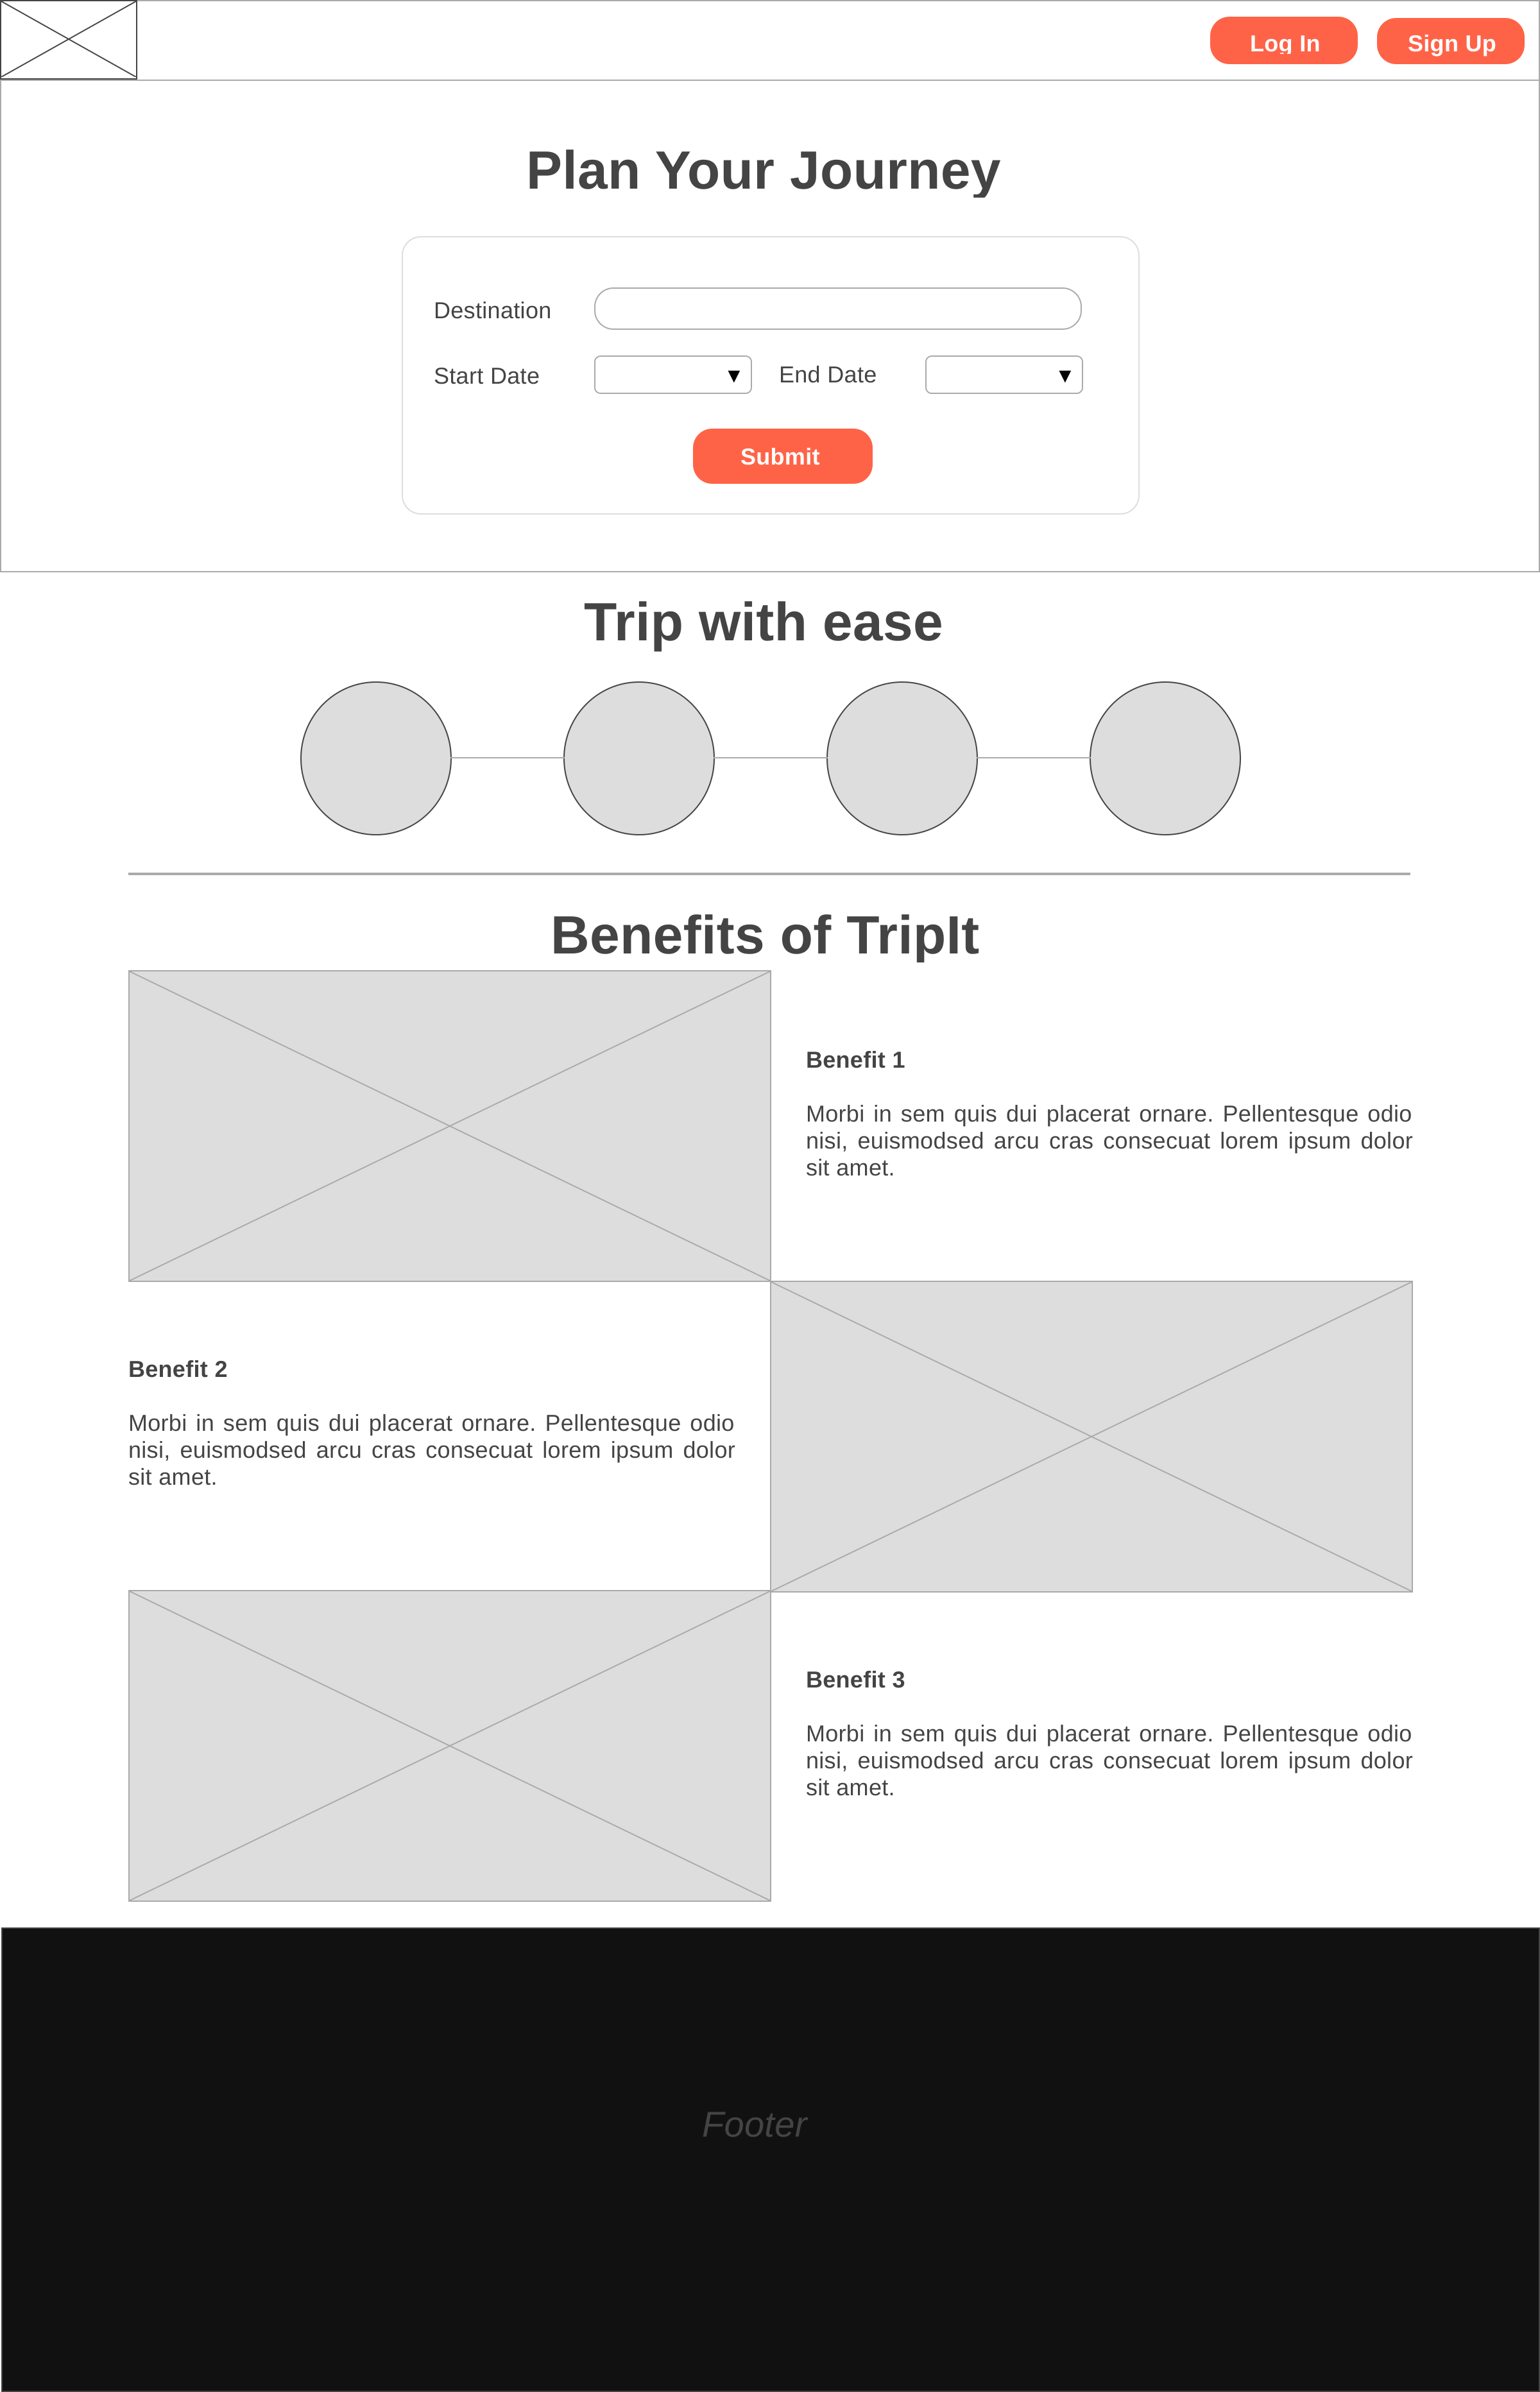 Log In
Sign Up
Plan Your Journey
Destination
Start Date
End Date
Submit
Trip with ease
Benefits of TripIt
Benefit 1
Morbi in sem quis dui placerat ornare. Pellentesque odio
nisi, euismodsed arcu cras consecuat lorem ipsum dolor
sit amet.
Benefit 2
Morbi in sem quis dui placerat ornare. Pellentesque odio
nisi, euismodsed arcu cras consecuat lorem ipsum dolor
sit amet.
Benefit 3
Morbi in sem quis dui placerat ornare. Pellentesque odio
nisi, euismodsed arcu cras consecuat lorem ipsum dolor
sit amet.
Footer